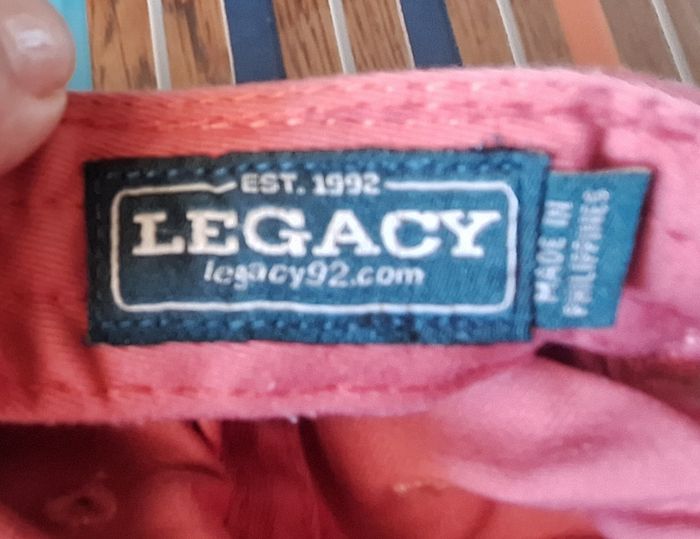 EST. 1992
LEGACY
legacy92.com
MADE IN
PHILIPPINES